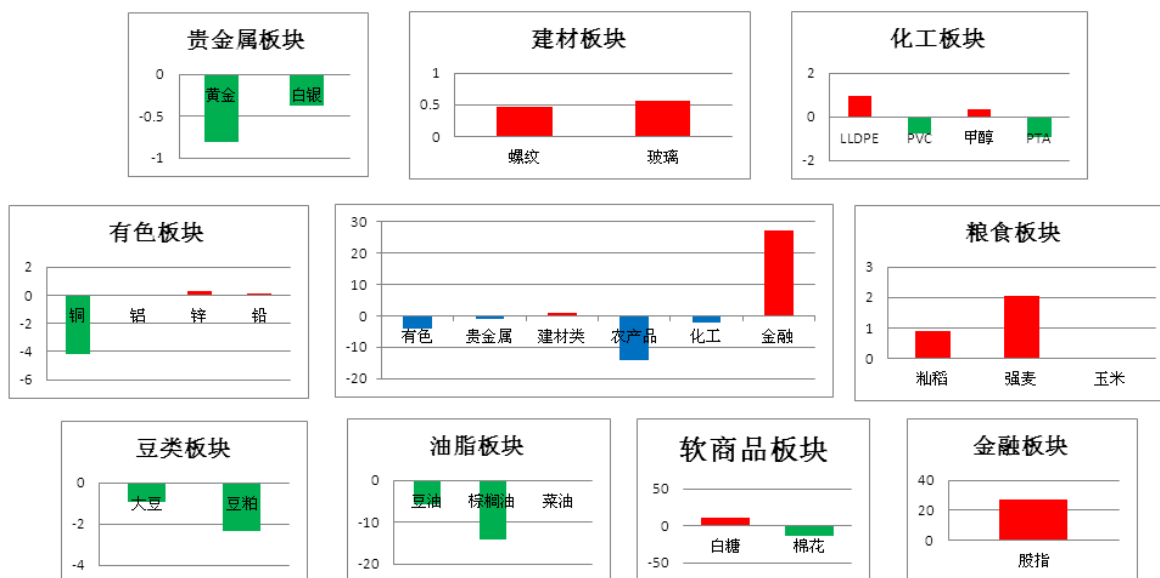 贵金属板块
0
-0.5
-1
黄金 白银
建材板块
1
0.5
0
螺纹 玻璃
化工板块
2
0
-2
LLDPE PVC 甲醇 PTA
有色板块
2
0
-2
-4
-6
铜 铝 锌 铅
30
20
10
0
-10
-20
有色 贵金属 建材类 农产品 化工 金融
粮食板块
3
2
1
0
籼稻 强麦 玉米
豆类板块
0
-2
-4
大豆 豆粕
油脂板块
0
-10
-20
豆油 棕榈油 菜油
软商品板块
50
0
-50
白糖 棉花
金融板块
40
20
0
股指